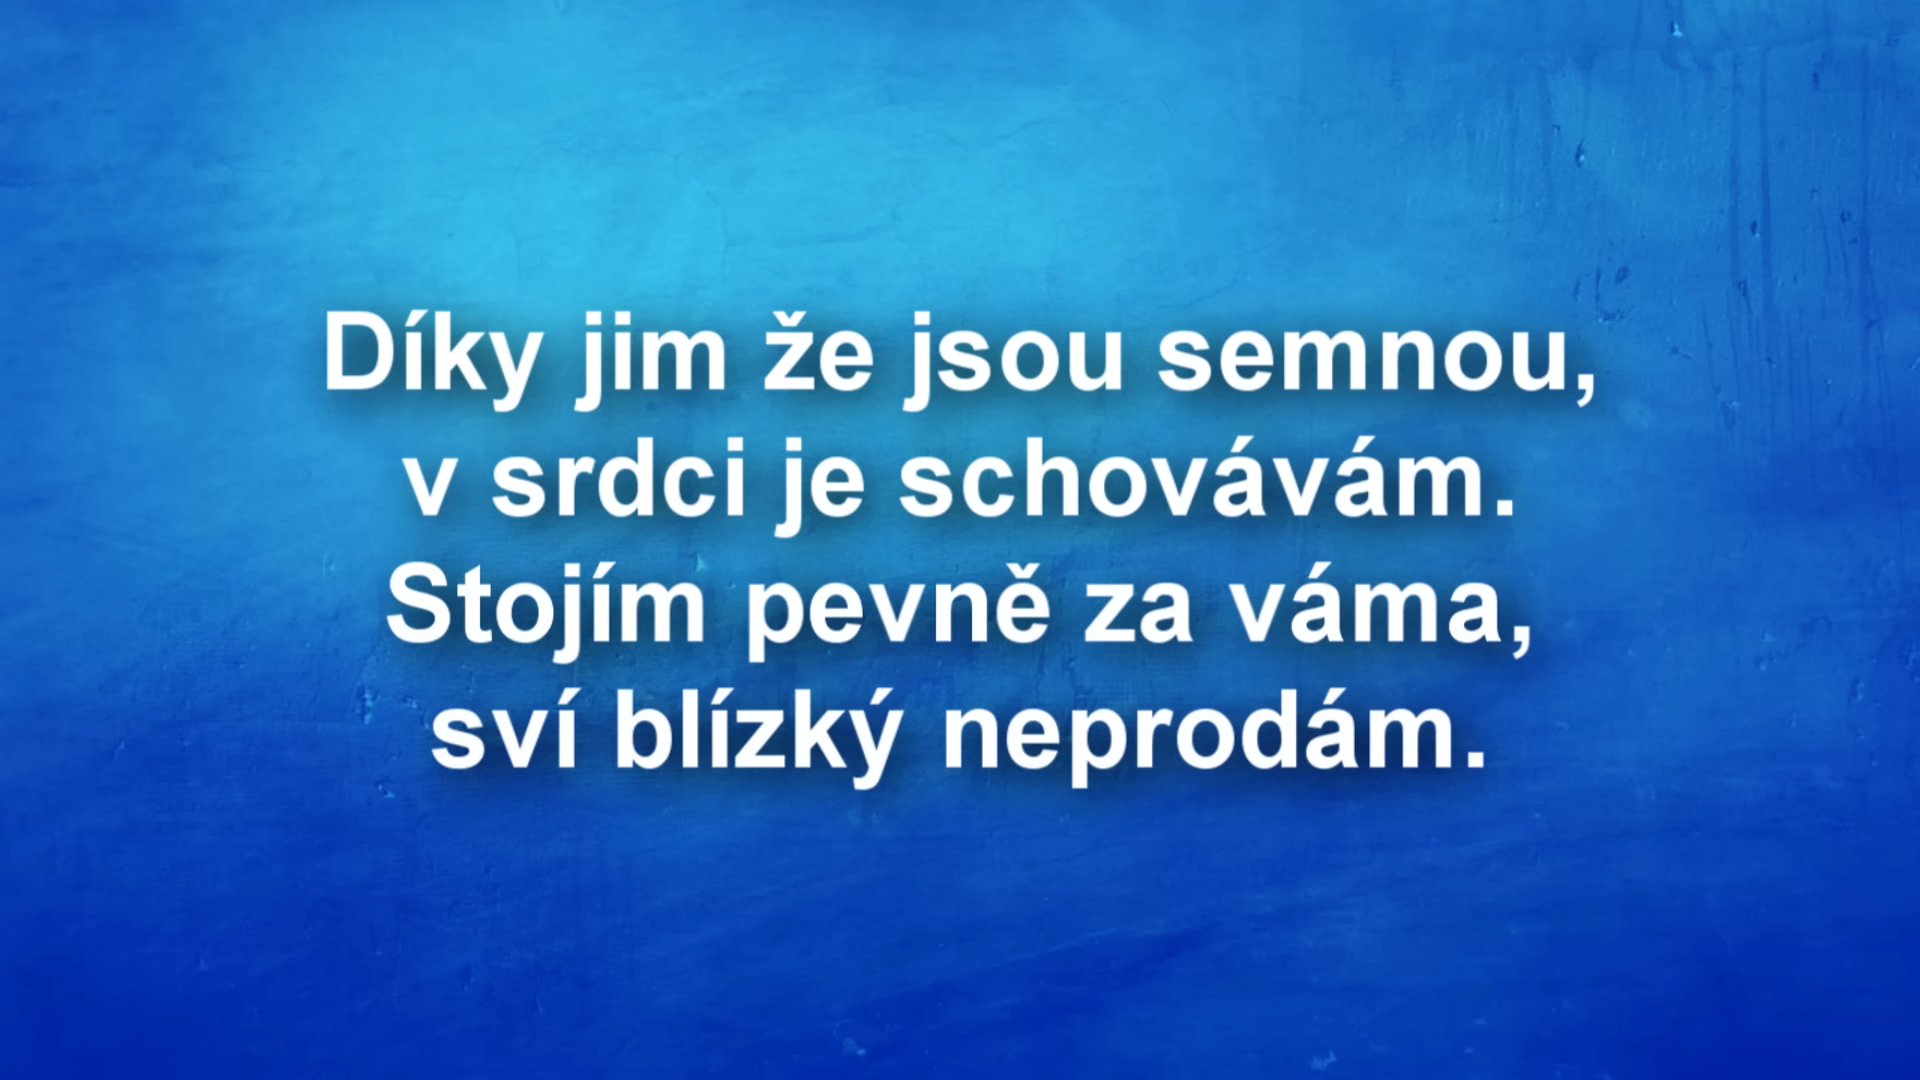 Díky jim že jsou semnou,
v srdci je schovávám.
Stojím pevně za váma,
sví blízký neprodám.